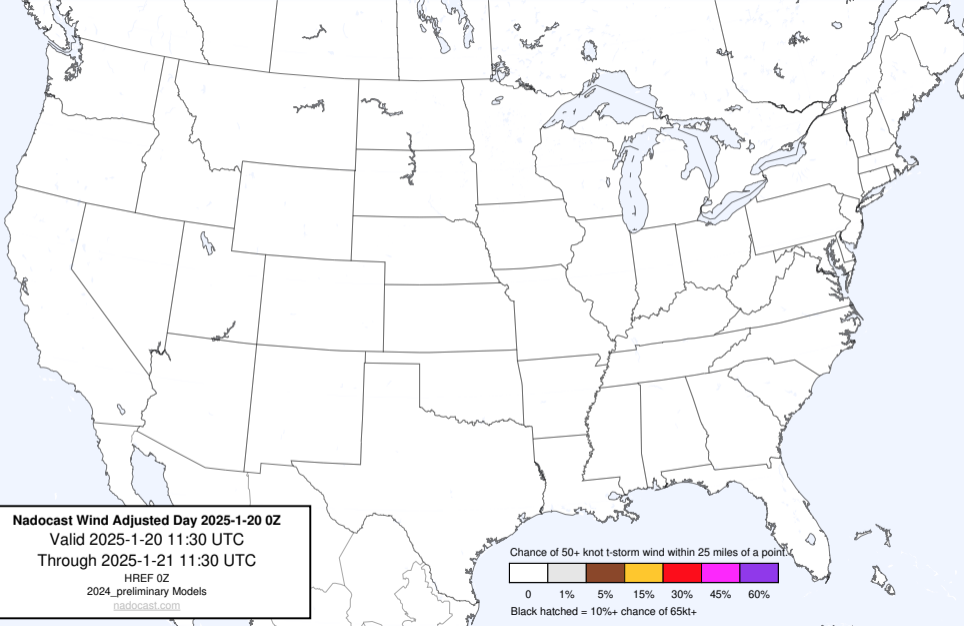 Nadocast Wind Adjusted Day 2025-1-20 0Z
Valid 2025-1-20 11:30 UTC
Through 2025-1-21 11:30 UTC
HREF 0Z
2024_preliminary Models
nadocast.com
Chance of 50+ knot t-storm wind within 25 miles of a point.
0 1% 5% 15% 30% 45% 60%
Black hatched = 10%+ chance of 65kt+